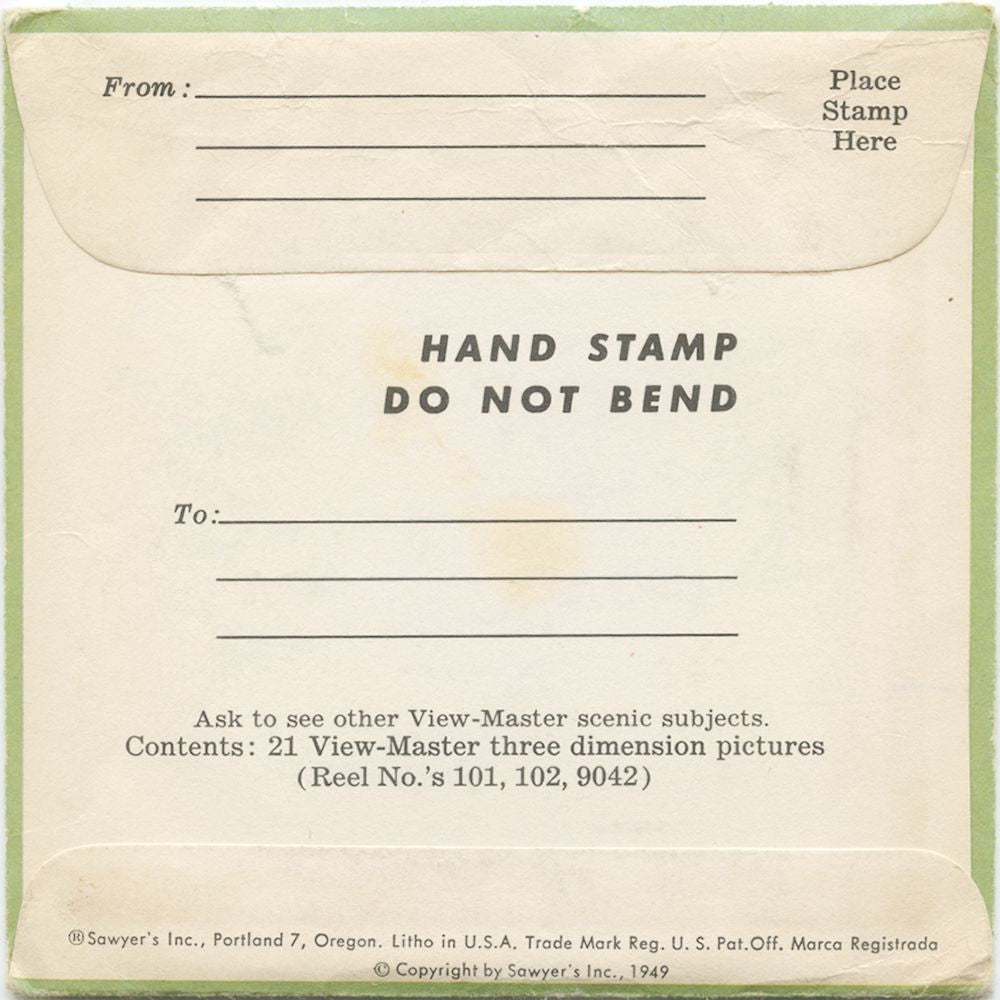 From :
Place
Stamp
Here
HAND STAMP
DO NOT BEND
To:
Ask to see other View-Master scenic subjects.
Contents: 21 View-Master three dimension pictures
(Reel No.'s 101, 102, 9042)
®Sawyer's Inc., Portland 7, Oregon. Litho in U.S.A. Trade Mark Reg. U. S. Pat.Off. Marca Registrada
© Copyright by Sawyer's Inc., 1949